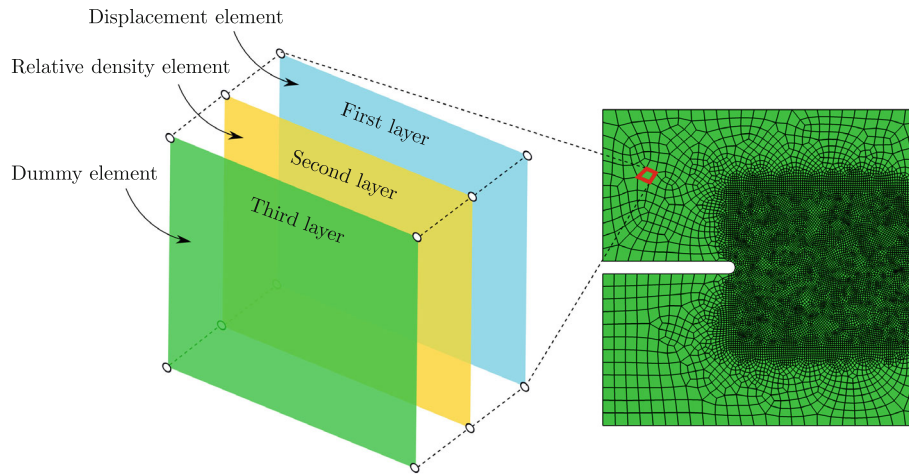 Displacement element
Relative density element
Dummy element
First layer
Second layer
Third layer